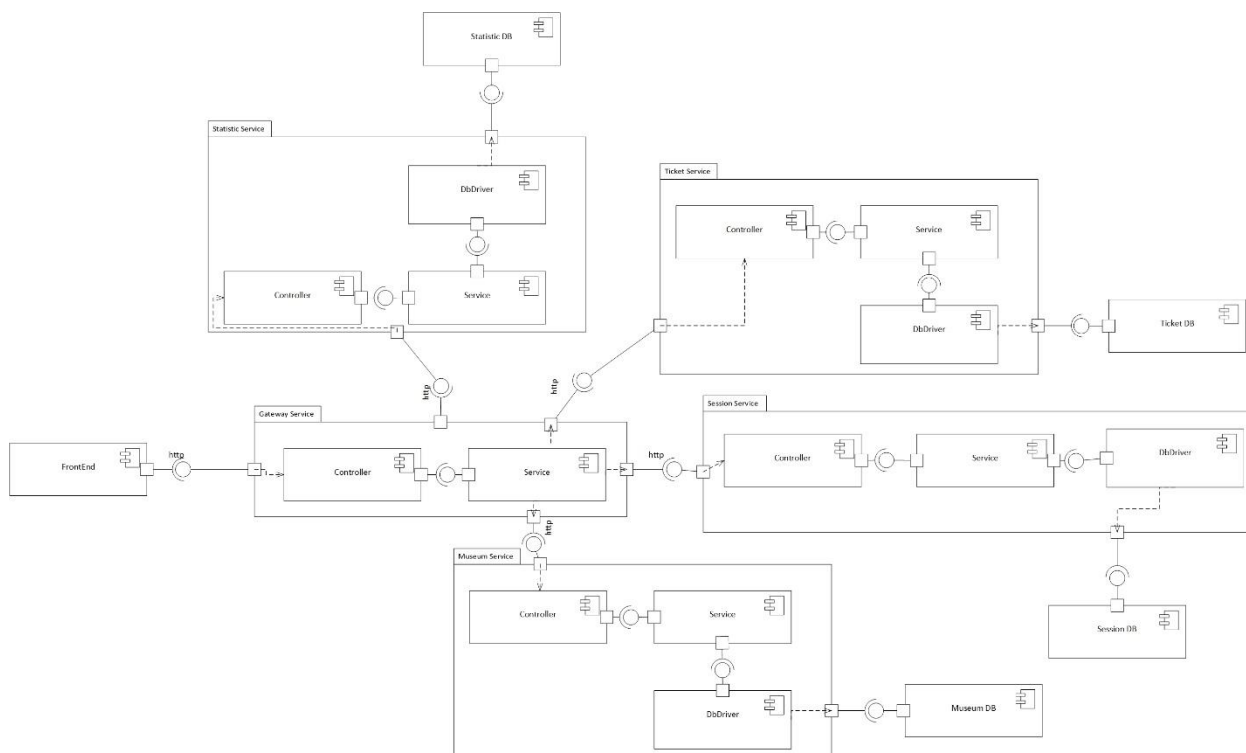 Statistic DB
Statistic Service
DbDriver
Controller
Service
http
Ticket Service
Controller
Service
DbDriver
Ticket DB
http
Gateway Service
FrontEnd
http
Controller
Service
http
http
Session Service
Controller
Service
DbDriver
Session DB
Museum Service
Controller
Service
DbDriver
Museum DB